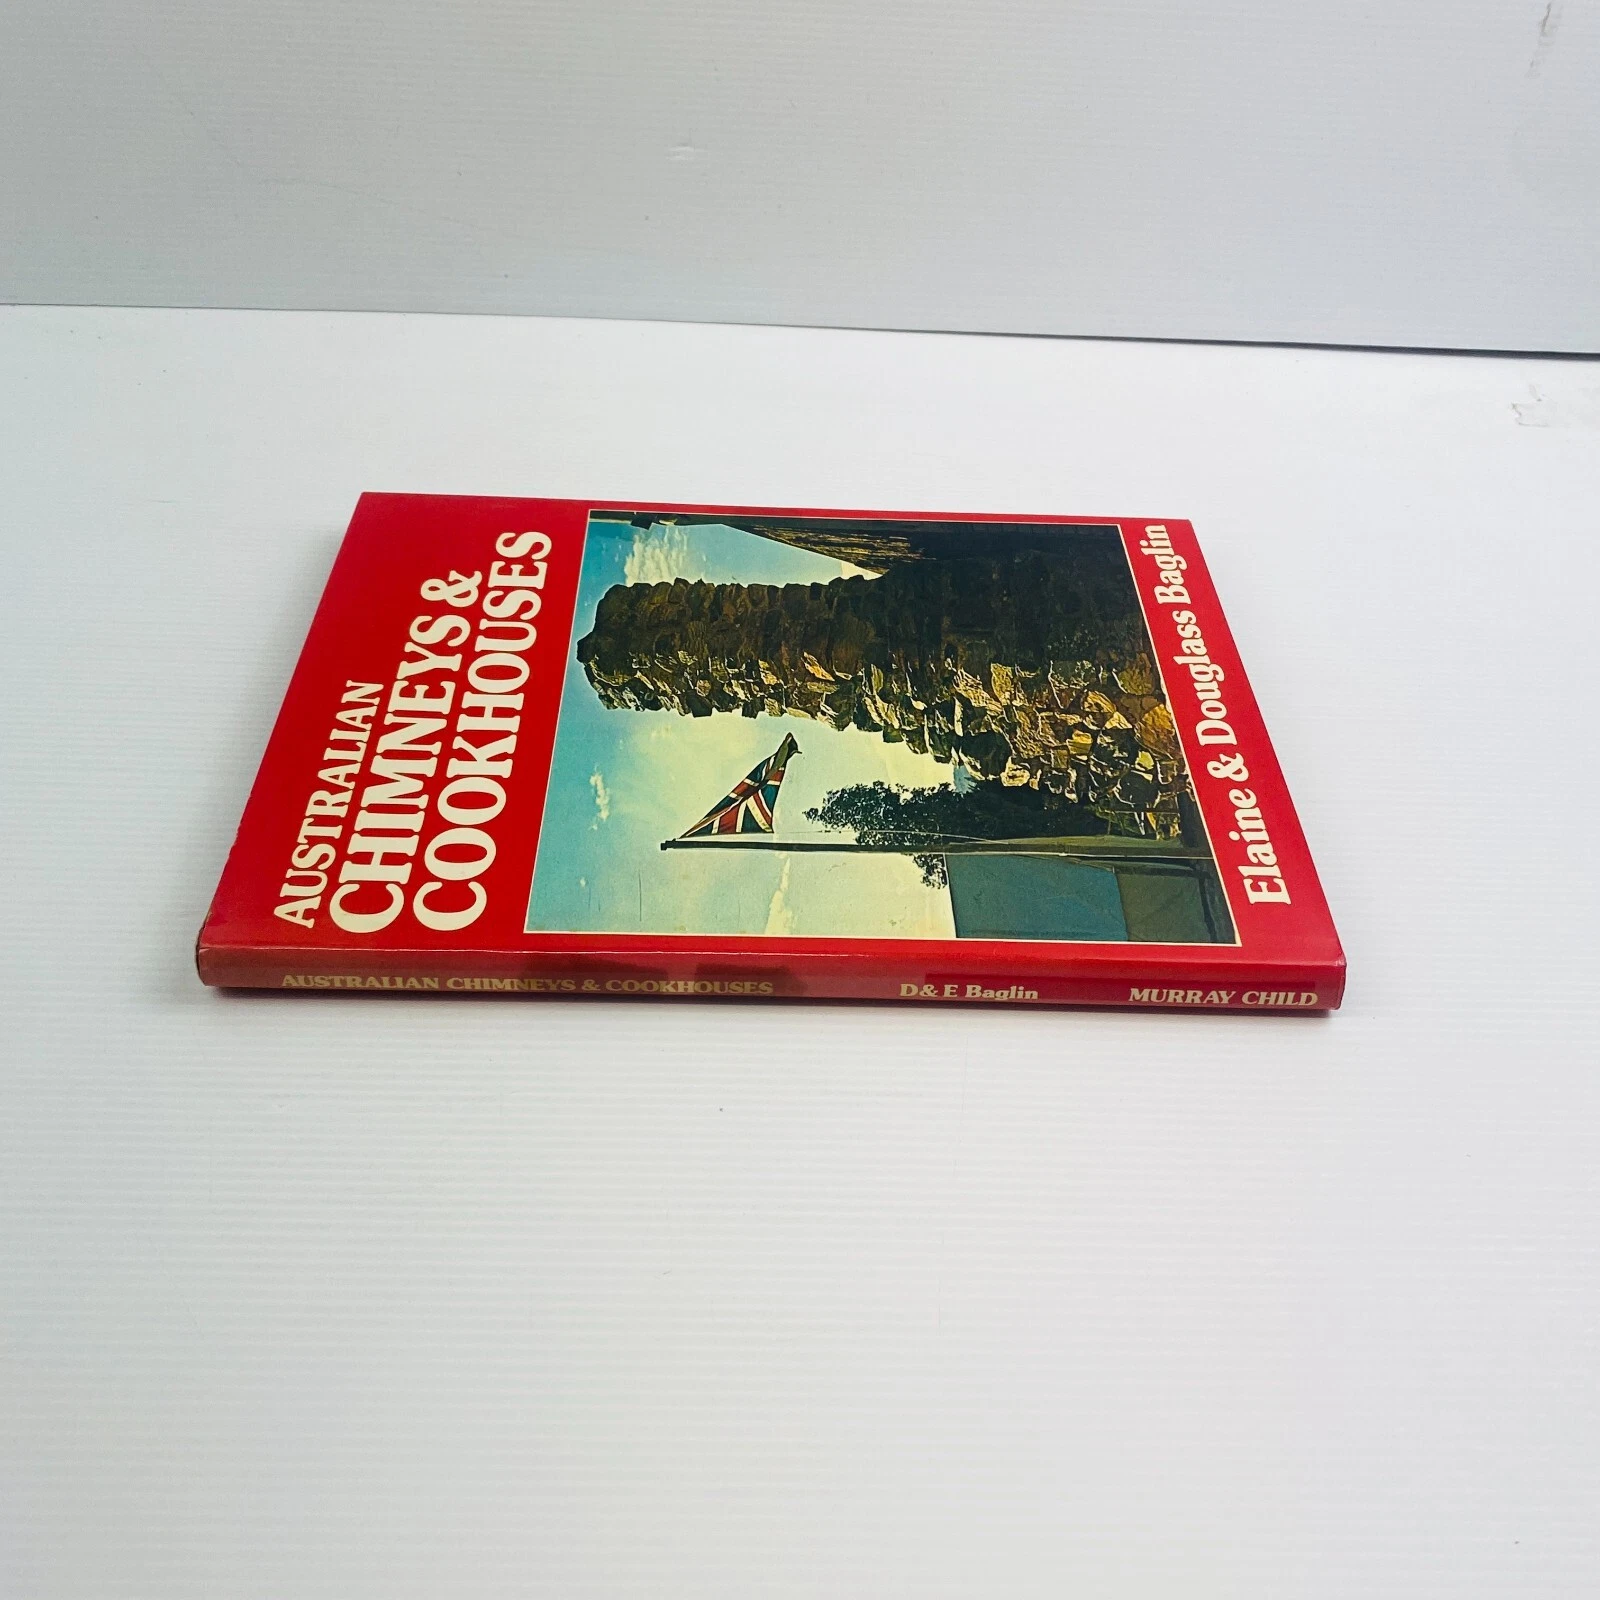 AUSTRALIAN
CHIMNEYS &
COOKHOUSES
Elaine & Douglass Baglin
AUSTRALIAN CHIMNEYS & COOKHOUSES D & E Baglin MURRAY CHILD